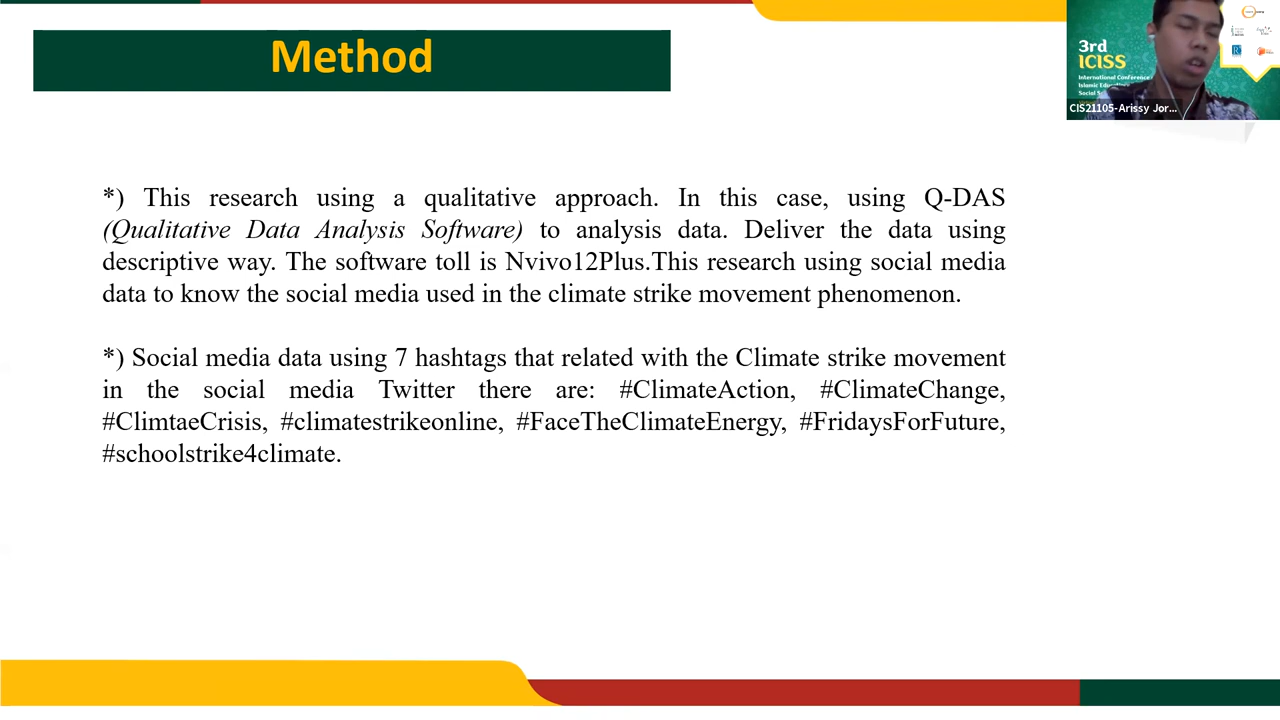 Method
*) This research using a qualitative approach. In this case, using Q-DAS
(Qualitative Data Analysis Software) to analysis data. Deliver the data using
descriptive way. The software toll is Nvivo12Plus.This research using social media
data to know the social media used in the climate strike movement phenomenon.
*) Social media data using 7 hashtags that related with the Climate strike movement
in the social media Twitter there are: #ClimateAction, #ClimateChange,
#ClimtaeCrisis, #climatestrikeonline, #FaceTheClimateEnergy, #FridaysForFuture,
#schoolstrike4climate.
3rd
ICISS
International Conference
Islamic
Social
CIS21105-Arissy Jor...